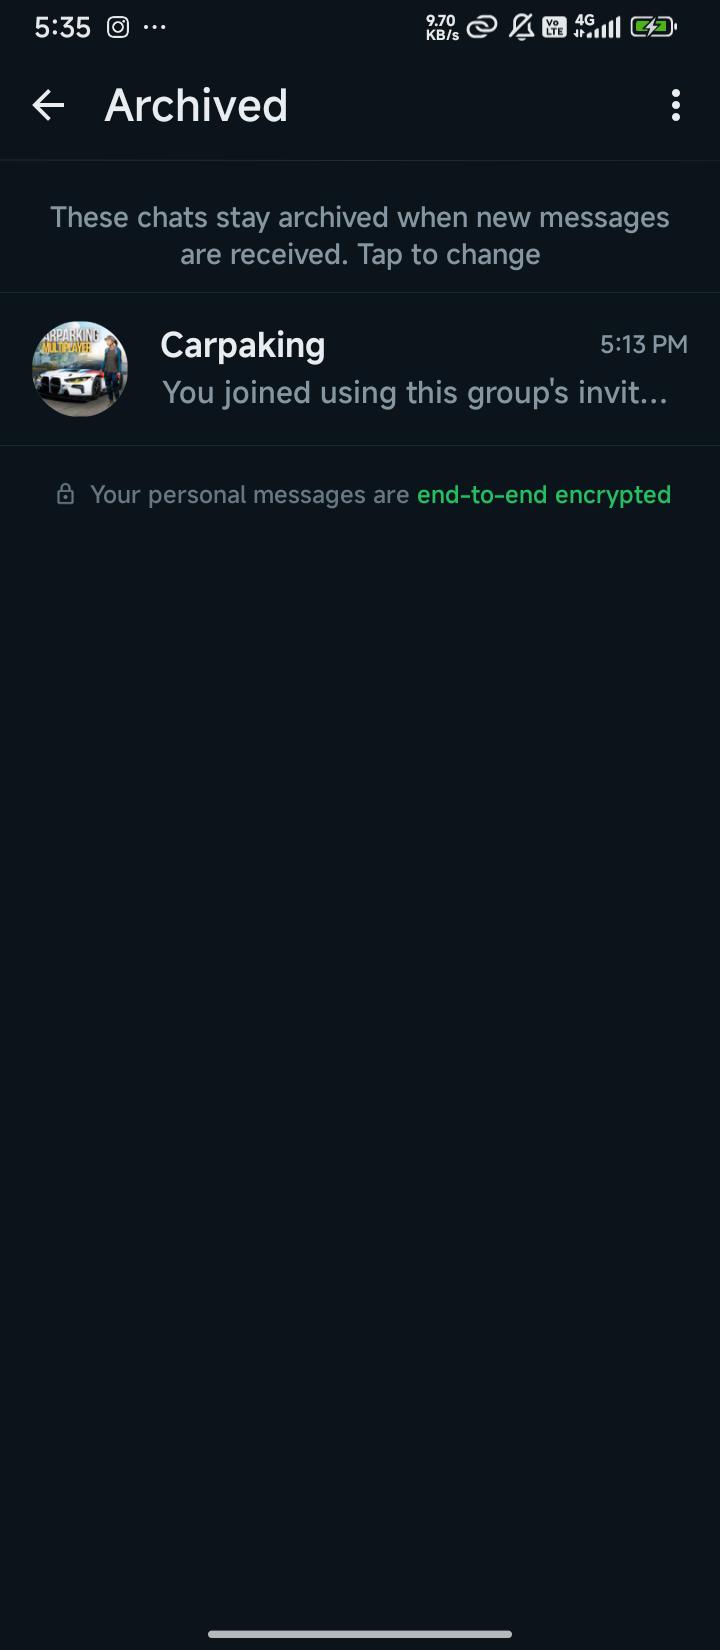 5:35 ... 9.70 KB/s Vo LTE 4G
Archived
These chats stay archived when new messages
are received. Tap to change
CARPARKING
MULTIPLAYER
Carpaking 5:13 PM
You joined using this group's invit...
Your personal messages are end-to-end encrypted